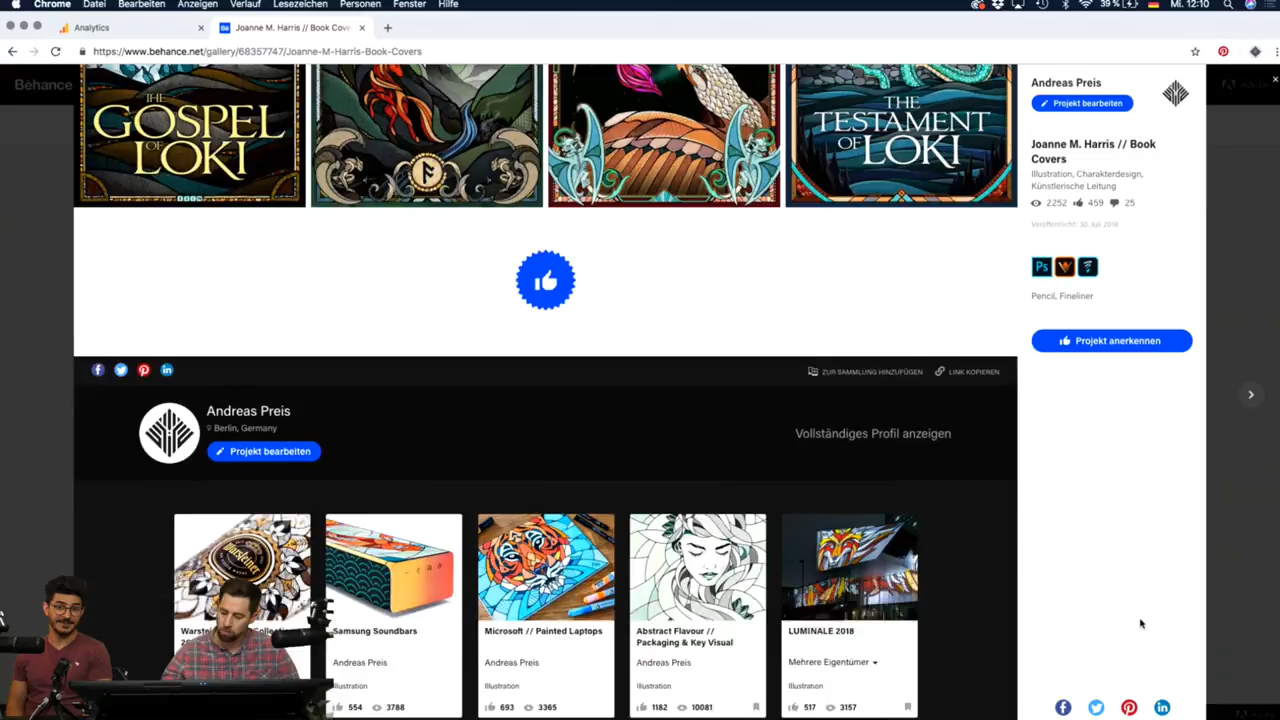 Chrome Datei Bearbeiten Anzeigen Verlauf Lesezeichen Personen Fenster Hilfe 39 % Mi. 12:10
Analytics
Bē Joanne M. Harris // Book Cove
https://www.behance.net/gallery/68357747/Joanne-M-Harris-Book-Covers
Bēhance
THE
GOSPEL
OF
LOKI
THE
TESTAMENT
OF LOKI
Andreas Preis
Projekt bearbeiten
Joanne M. Harris // Book
Covers
Illustration, Charakterdesign,
Künstlerische Leitung
2252 459 25
Veröffentlicht: 30. Juli 2018
Ps
Pencil, Fineliner
Projekt anerkennen
ZUR SAMMLUNG HINZUFÜGEN LINK KOPIEREN
Andreas Preis
Berlin, Germany
Projekt bearbeiten
Vollständiges Profil anzeigen
Samsung Soundbars
Andreas Preis
Illustration
554 3788
Microsoft // Painted Laptops
Andreas Preis
Illustration
693 3365
Abstract Flavour //
Packaging & Key Visual
Andreas Preis
Illustration
1182 10081
LUMINALE 2018
Mehrere Eigentümer
Illustration
517 3157